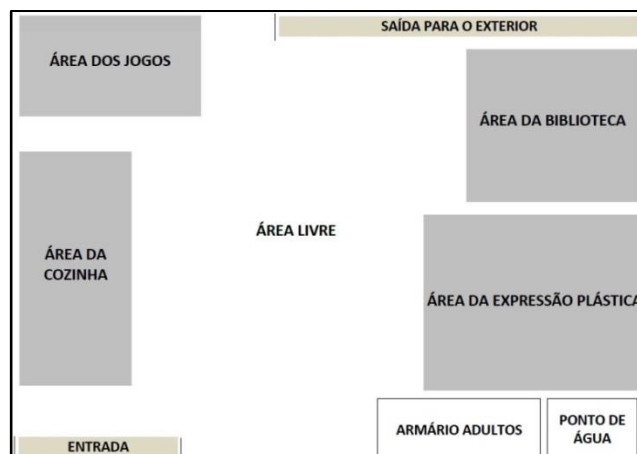 SAÍDA PARA O EXTERIOR
ÁREA DOS JOGOS
ÁREA DA BIBLIOTECA
ÁREA LIVRE
ÁREA DA
COZINHA
ÁREA DA EXPRESSÃO PLÁSTICA
ARMÁRIO ADULTOS
PONTO DE
ÁGUA
ENTRADA